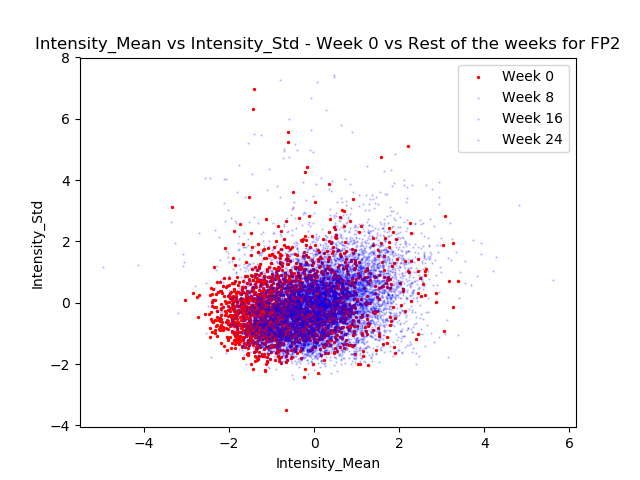 Intensity_Mean vs Intensity_Std - Week 0 vs Rest of the weeks for FP2
Week 0
Week 8
Week 16
Week 24
8
6
4
2
0
−2
−4
Intensity_Std
−4
−2
0
2
4
6
Intensity_Mean